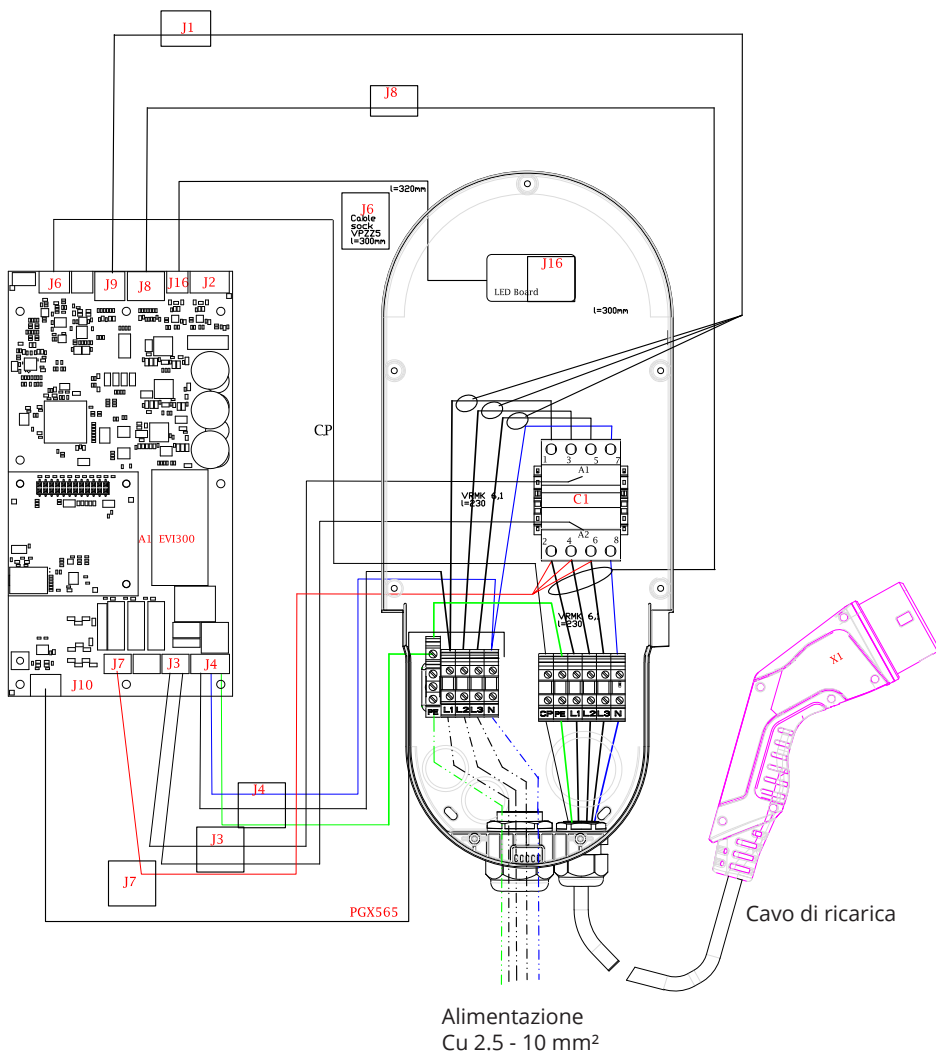 J1
J8
l=320mm
J6
Cable
sock
VPZZ5
l=300mm
J16
LED Board
l=300mm
J6
J9
J8
J16
J2
CP
1
3
5
7
A1
C1
A2
2
4
6
8
VRMK 6,1
l=230
VRMK 6,1
l=230
A1 EVI300
J7
J3
J4
J10
PE
L1
L2
L3
N
CP
PE
L1
L2
L3
N
X1
J4
J3
J7
PGX565
Cavo di ricarica
Alimentazione
Cu 2.5 - 10 mm²